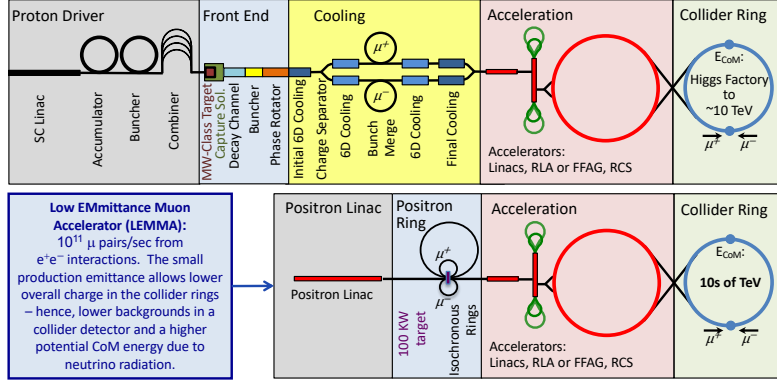 Proton Driver
Front End
Cooling
Acceleration
Collider Ring
SC Linac
Accumulator
Buncher
Combiner
MW-Class Target
Capture Sol.
Decay Channel
Buncher
Phase Rotator
Initial 6D Cooling
Charge Separator
6D Cooling
μ+
μ−
Bunch
Merge
6D Cooling
Final Cooling
Accelerators:
Linacs, RLA or FFAG, RCS
ECoM:
Higgs Factory
to
~10 TeV
μ+ μ−
Low EMmittance Muon
Accelerator (LEMMA):
10¹¹ μ pairs/sec from
e⁺e⁻ interactions. The small
production emittance allows lower
overall charge in the collider rings
– hence, lower backgrounds in a
collider detector and a higher
potential CoM energy due to
neutrino radiation.
Positron Linac
Positron
Ring
Acceleration
Collider Ring
Positron Linac
μ+
μ−
100 KW
target
Isochronous
Rings
Accelerators:
Linacs, RLA or FFAG, RCS
ECoM:
10s of TeV
μ+ μ−